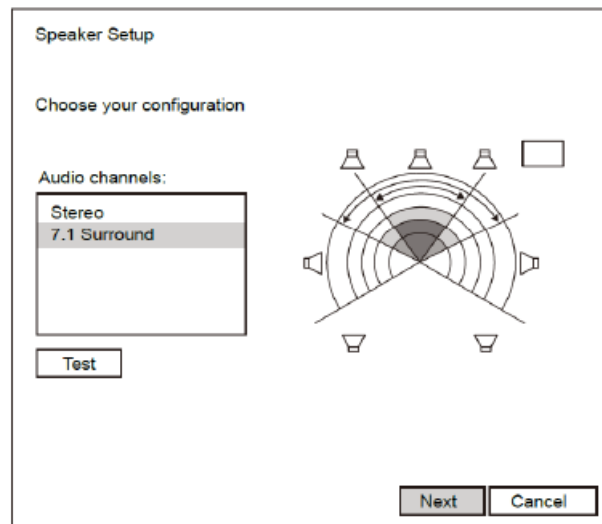 Speaker Setup
Choose your configuration
Audio channels:
Stereo
7.1 Surround
Test
Next
Cancel